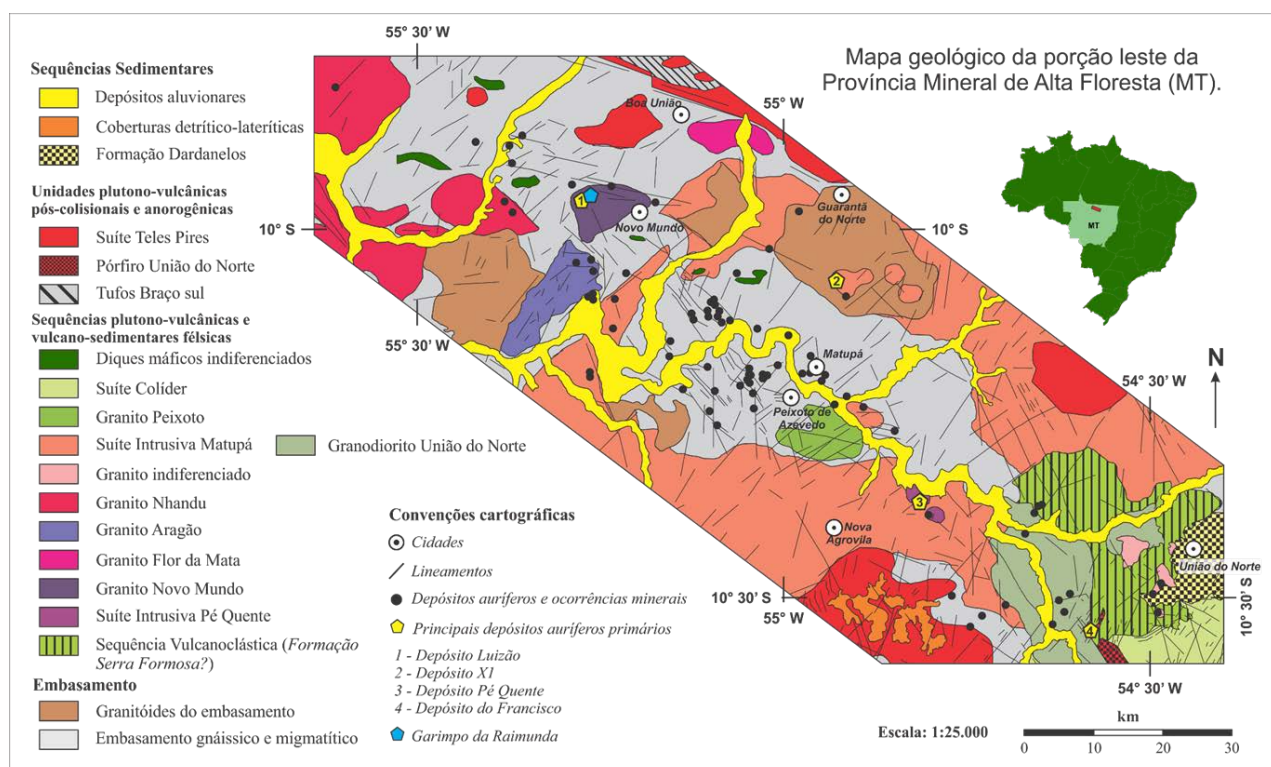 Mapa geológico da porção leste da
Província Mineral de Alta Floresta (MT).
Sequências Sedimentares
Depósitos aluvionares
Coberturas detrítico-lateríticas
Formação Dardanelos
Unidades plutono-vulcânicas
pós-colisionais e anorogênicas
Suíte Teles Pires
Pórfiro União do Norte
Tufos Braço sul
Sequências plutono-vulcânicas e
vulcano-sedimentares félsicas
Diques máficos indiferenciados
Suíte Colíder
Granito Peixoto
Suíte Intrusiva Matupá
Granito indiferenciado
Granito Nhandu
Granito Aragão
Granito Flor da Mata
Granito Novo Mundo
Suíte Intrusiva Pé Quente
Sequência Vulcanoclástica (Formação
Serra Formosa?)
Embasamento
Granitóides do embasamento
Embasamento gnáissico e migmatítico
Granodiorito União do Norte
Convenções cartográficas
Cidades
Lineamentos
Depósitos auríferos e ocorrências minerais
Principais depósitos auríferos primários
1 - Depósito Luizão
2 - Depósito X1
3 - Depósito Pé Quente
4 - Depósito do Francisco
Garimpo da Raimunda
55° 30' W
55° W
10° S
10° S
55° 30' W
54° 30' W
10° 30' S
55° W
10° 30' S
54° 30' W
Boa União
1
Novo Mundo
Guarantã
do Norte
2
Matupá
Peixoto de
Azevedo
3
Nova
Agrovila
União do Norte
4
MT
N
Escala: 1:25.000
km
0 10 20 30